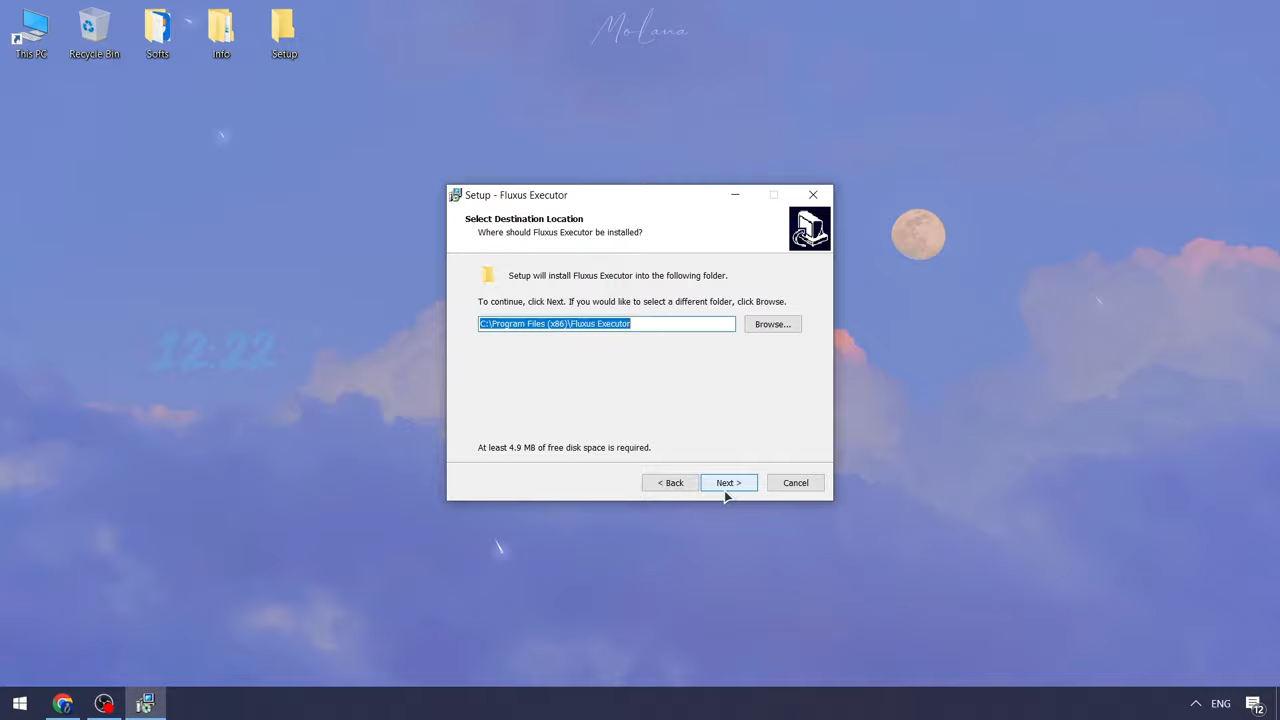 MoLana
This PC
Recycle Bin
Softs
Info
Setup
Setup - Fluxus Executor
Select Destination Location
Where should Fluxus Executor be installed?
Setup will install Fluxus Executor into the following folder.
To continue, click Next. If you would like to select a different folder, click Browse.
C:\Program Files (x86)\Fluxus Executor
Browse...
12:22
At least 4.9 MB of free disk space is required.
< Back
Next >
Cancel
ENG
12